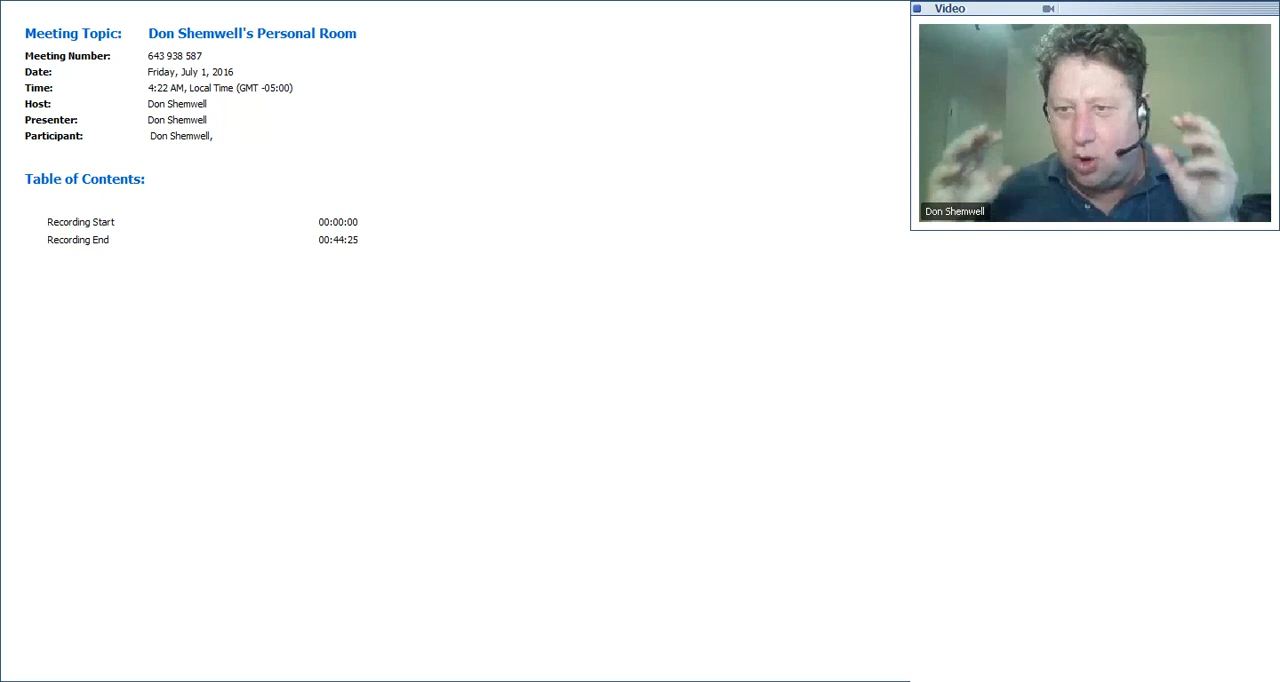 Meeting Topic: Don Shemwell's Personal Room
Meeting Number: 643 938 587
Date: Friday, July 1, 2016
Time: 4:22 AM, Local Time (GMT -05:00)
Host: Don Shemwell
Presenter: Don Shemwell
Participant: Don Shemwell,
Table of Contents:
Recording Start 00:00:00
Recording End 00:44:25
Video
Don Shemwell